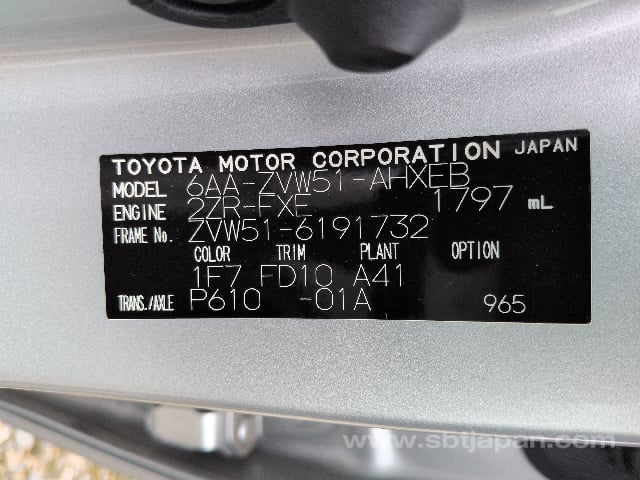 TOYOTA MOTOR CORPORATION JAPAN
MODEL 6AA-ZVW51-AHXEB
ENGINE 2ZR-FXE 1797 mL
FRAME No. ZVW51-6191732
COLOR TRIM PLANT OPTION
1F7 FD10 A41
TRANS./AXLE P610 -01A 965
www.sbtjapan.com